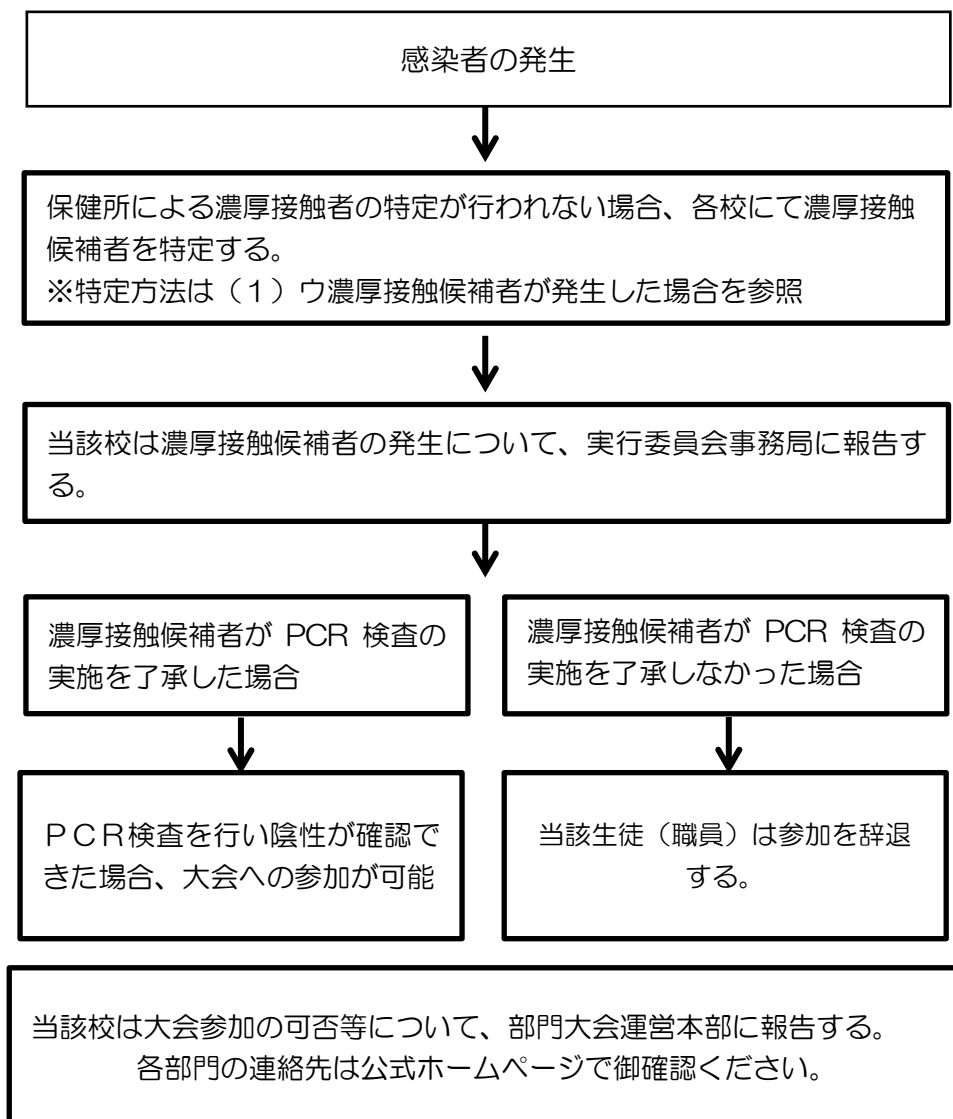 感染者の発生
保健所による濃厚接触者の特定が行われない場合、各校にて濃厚接触
候補者を特定する。
※特定方法は（１）ウ濃厚接触候補者が発生した場合を参照
当該校は濃厚接触候補者の発生について、実行委員会事務局に報告す
る。
濃厚接触候補者が PCR 検査の
実施を了承した場合
濃厚接触候補者が PCR 検査の
実施を了承しなかった場合
ＰＣＲ検査を行い陰性が確認で
きた場合、大会への参加が可能
当該生徒（職員）は参加を辞退
する。
当該校は大会参加の可否等について、部門大会運営本部に報告する。
各部門の連絡先は公式ホームページで御確認ください。